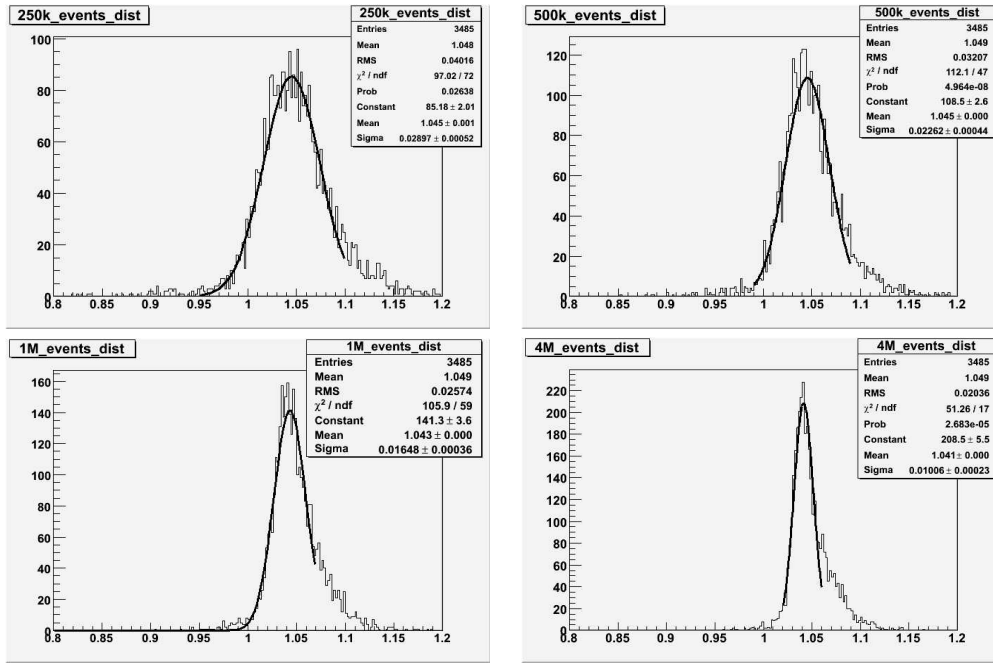 250k_events_dist
250k_events_dist
Entries 3485
Mean 1.048
RMS 0.04016
χ² / ndf 97.02 / 72
Prob 0.02638
Constant 85.18 ± 2.01
Mean 1.045 ± 0.001
Sigma 0.02897 ± 0.00052
100
80
60
40
20
0
0.8 0.85 0.9 0.95 1 1.05 1.1 1.15 1.2
500k_events_dist
500k_events_dist
Entries 3485
Mean 1.049
RMS 0.03207
χ² / ndf 112.1 / 47
Prob 4.964e-08
Constant 108.5 ± 2.6
Mean 1.045 ± 0.000
Sigma 0.02262 ± 0.00044
120
100
80
60
40
20
0
0.8 0.85 0.9 0.95 1 1.05 1.1 1.15 1.2
1M_events_dist
1M_events_dist
Entries 3485
Mean 1.049
RMS 0.02574
χ² / ndf 105.9 / 59
Constant 141.3 ± 3.6
Mean 1.043 ± 0.000
Sigma 0.01648 ± 0.00036
160
140
120
100
80
60
40
20
0
0.8 0.85 0.9 0.95 1 1.05 1.1 1.15 1.2
4M_events_dist
4M_events_dist
Entries 3485
Mean 1.049
RMS 0.02036
χ² / ndf 51.26 / 17
Prob 2.683e-05
Constant 208.5 ± 5.5
Mean 1.041 ± 0.000
Sigma 0.01006 ± 0.00023
220
200
180
160
140
120
100
80
60
40
20
0
0.8 0.85 0.9 0.95 1 1.05 1.1 1.15 1.2